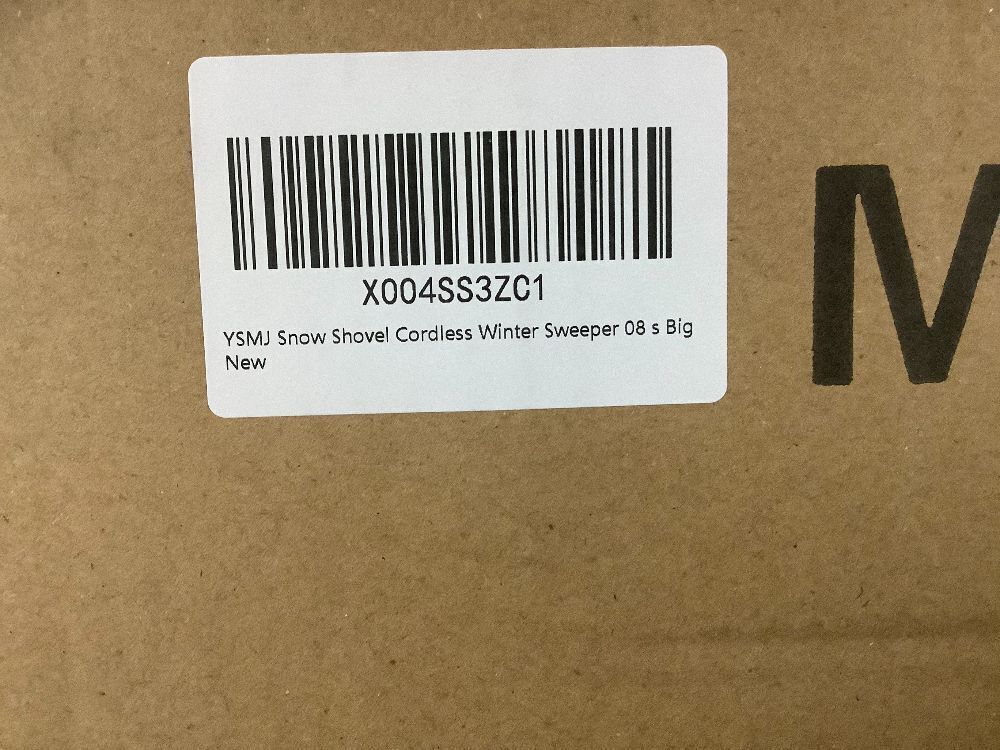 X004SS3ZC1
YSMJ Snow Shovel Cordless Winter Sweeper 08 s Big
New
M